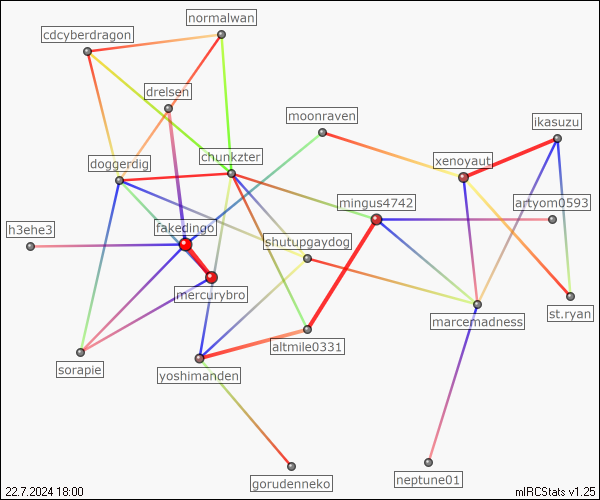 normalwan
cdcyberdragon
drelsen
moonraven
ikasuzu
chunkzter
doggerdig
xenoyaut
mingus4742
artyom0593
h3ehe3
fakedingo
shutupgaydog
mercurybro
st.ryan
marcemadness
altmile0331
sorapie
yoshimanden
gorudenneko
neptune01
22.7.2024 18:00
mIRCStats v1.25